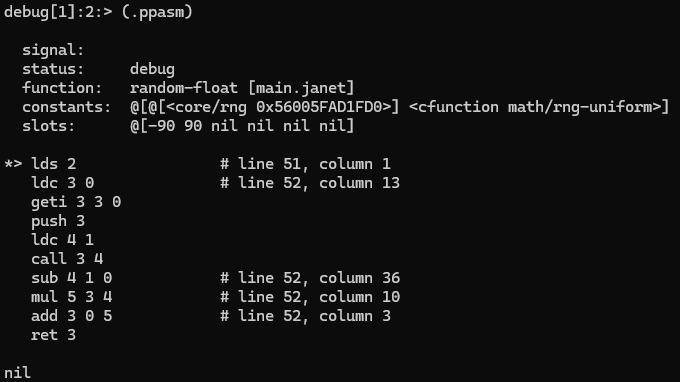 debug[1]:2:> (.ppasm)
signal:
status:     debug
function:   random-float [main.janet]
constants:  @[@[<core/rng 0x56005FAD1FD0>] <cfunction math/rng-uniform>]
slots:      @[-90 90 nil nil nil nil]
*> lds 2                # line 51, column 1
ldc 3 0              # line 52, column 13
geti 3 3 0
push 3
ldc 4 1
call 3 4
sub 4 1 0            # line 52, column 36
mul 5 3 4            # line 52, column 10
add 3 0 5            # line 52, column 3
ret 3
nil